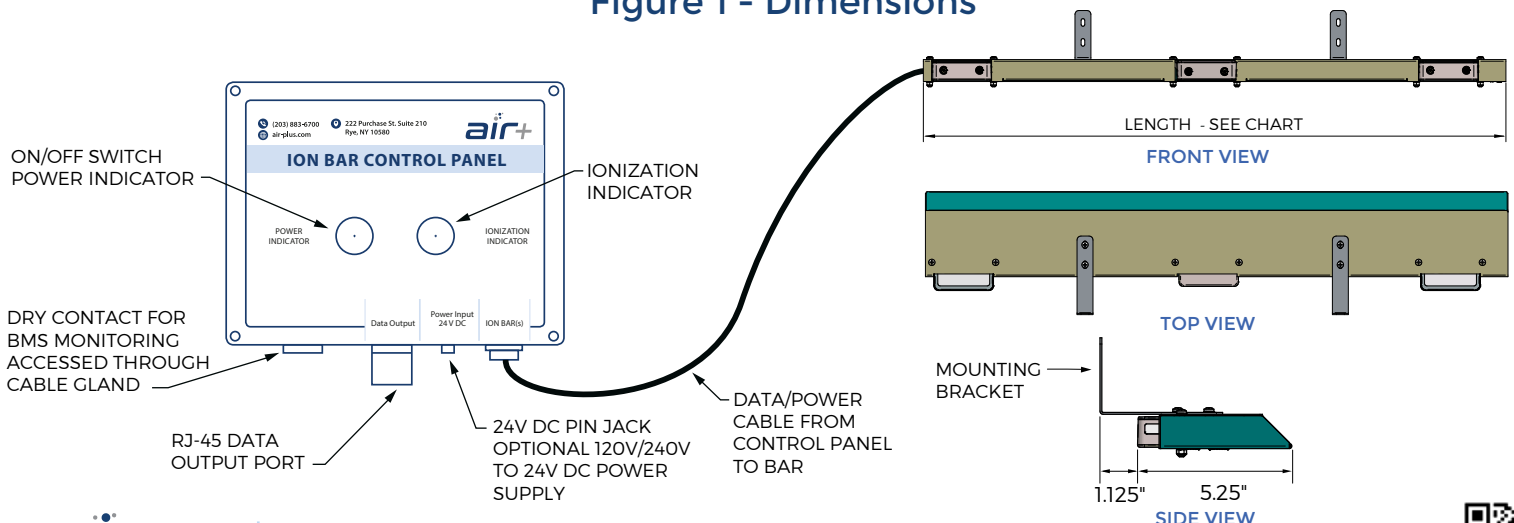 Figure 1 - Dimensions
(203) 883-6700
air-plus.com
222 Purchase St. Suite 210
Rye, NY 10580
air+
ION BAR CONTROL PANEL
ON/OFF SWITCH
POWER INDICATOR
IONIZATION
INDICATOR
POWER
INDICATOR
IONIZATION
INDICATOR
Data Output
Power Input
24 V DC
ION BAR(s)
DRY CONTACT FOR
BMS MONITORING
ACCESSED THROUGH
CABLE GLAND
RJ-45 DATA
OUTPUT PORT
24V DC PIN JACK
OPTIONAL 120V/240V
TO 24V DC POWER
SUPPLY
DATA/POWER
CABLE FROM
CONTROL PANEL
TO BAR
LENGTH - SEE CHART
FRONT VIEW
TOP VIEW
MOUNTING
BRACKET
1.125"
5.25"
SIDE VIEW